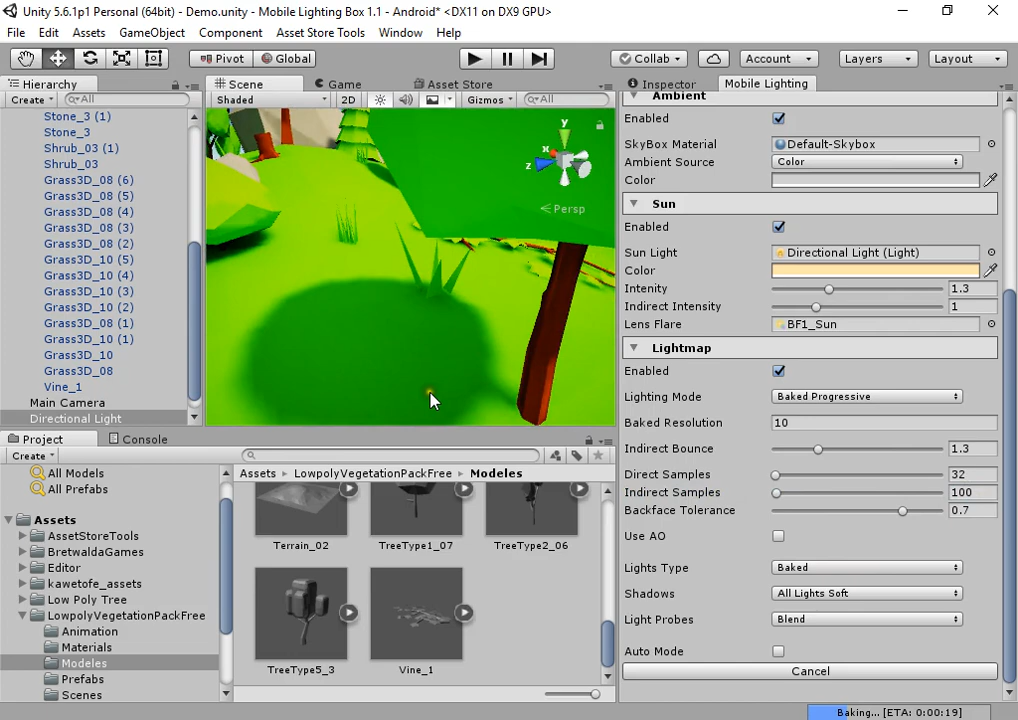 Unity 5.6.1p1 Personal (64bit) - Demo.unity - Mobile Lighting Box 1.1 - Android* <DX11 on DX9 GPU>
File Edit Assets GameObject Component Asset Store Tools Window Help
Pivot Global Collab Account Layers Layout
Hierarchy
Create All
Stone_3 (1)
Stone_3
Shrub_03 (1)
Shrub_03
Grass3D_08 (6)
Grass3D_08 (5)
Grass3D_08 (4)
Grass3D_08 (3)
Grass3D_08 (2)
Grass3D_10 (5)
Grass3D_10 (4)
Grass3D_10 (3)
Grass3D_10 (2)
Grass3D_08 (1)
Grass3D_10 (1)
Grass3D_10
Grass3D_08
Vine_1
Main Camera
Directional Light
Scene Game Asset Store
Shaded 2D Gizmos All
y
x
z
Persp
Inspector Mobile Lighting
Ambient
Enabled
SkyBox Material Default-Skybox
Ambient Source Color
Color
Sun
Enabled
Sun Light Directional Light (Light)
Color
Intenity 1.3
Indirect Intensity 1
Lens Flare BF1_Sun
Lightmap
Enabled
Lighting Mode Baked Progressive
Baked Resolution 10
Indirect Bounce 1.3
Direct Samples 32
Indirect Samples 100
Backface Tolerance 0.7
Use AO
Lights Type Baked
Shadows All Lights Soft
Light Probes Blend
Auto Mode
Cancel
Project Console
Create
All Models
All Prefabs
Assets
AssetStoreTools
BretwaldaGames
Editor
kawetofe_assets
Low Poly Tree
LowpolyVegetationPackFree
Animation
Materials
Modeles
Prefabs
Scenes
Assets LowpolyVegetationPackFree Modeles
Terrain_02 TreeType1_07 TreeType2_06
TreeType5_3 Vine_1
Baking... [ETA: 0:00:19]